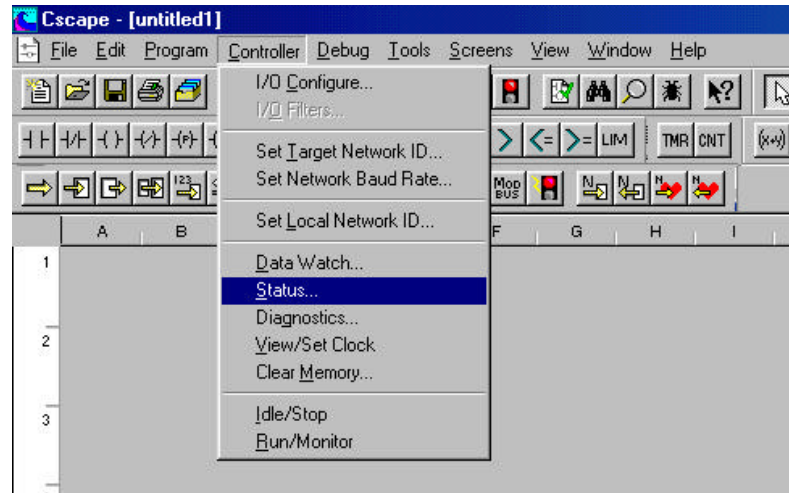 Cscape - [untitled1]
File Edit Program Controller Debug Tools Screens View Window Help
I/O Configure...
I/O Filters...
< >= LIM TMR CNT (x+y)
Set Target Network ID...
Set Network Baud Rate...
123 MOD BUS N N N N
Set Local Network ID...
A B F G H I
1
Data Watch...
Status...
Diagnostics...
2
View/Set Clock
Clear Memory...
3
Idle/Stop
Run/Monitor